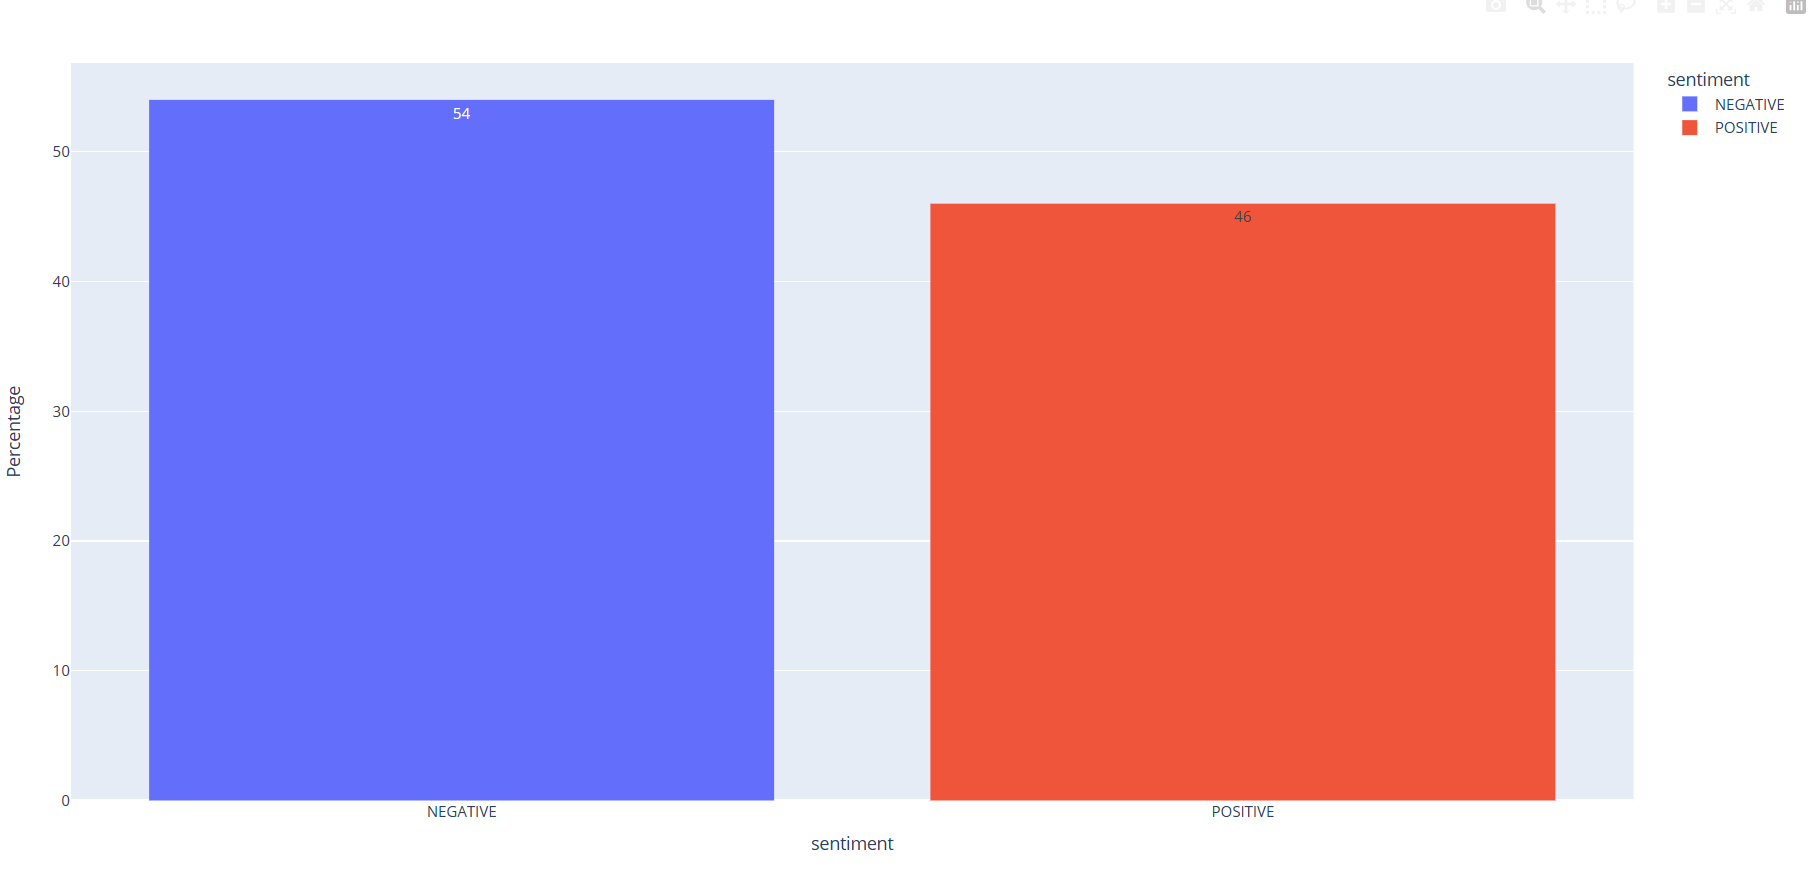 sentiment
NEGATIVE
POSITIVE
54
46
50
40
30
20
10
0
Percentage
NEGATIVE
POSITIVE
sentiment